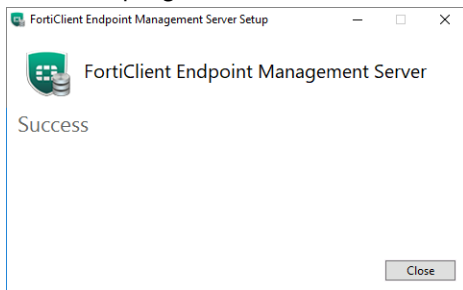 FortiClient Endpoint Management Server Setup
FortiClient Endpoint Management Server
Success
Close